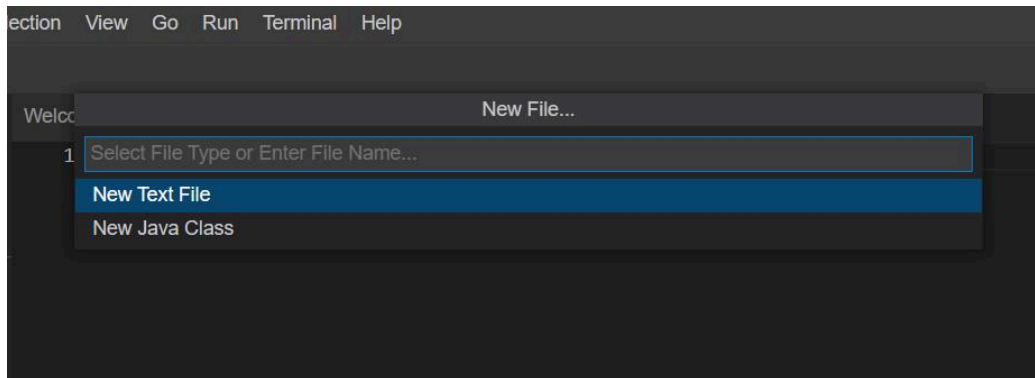 ection View Go Run Terminal Help
New File...
Welcc
1 Select File Type or Enter File Name...
New Text File
New Java Class